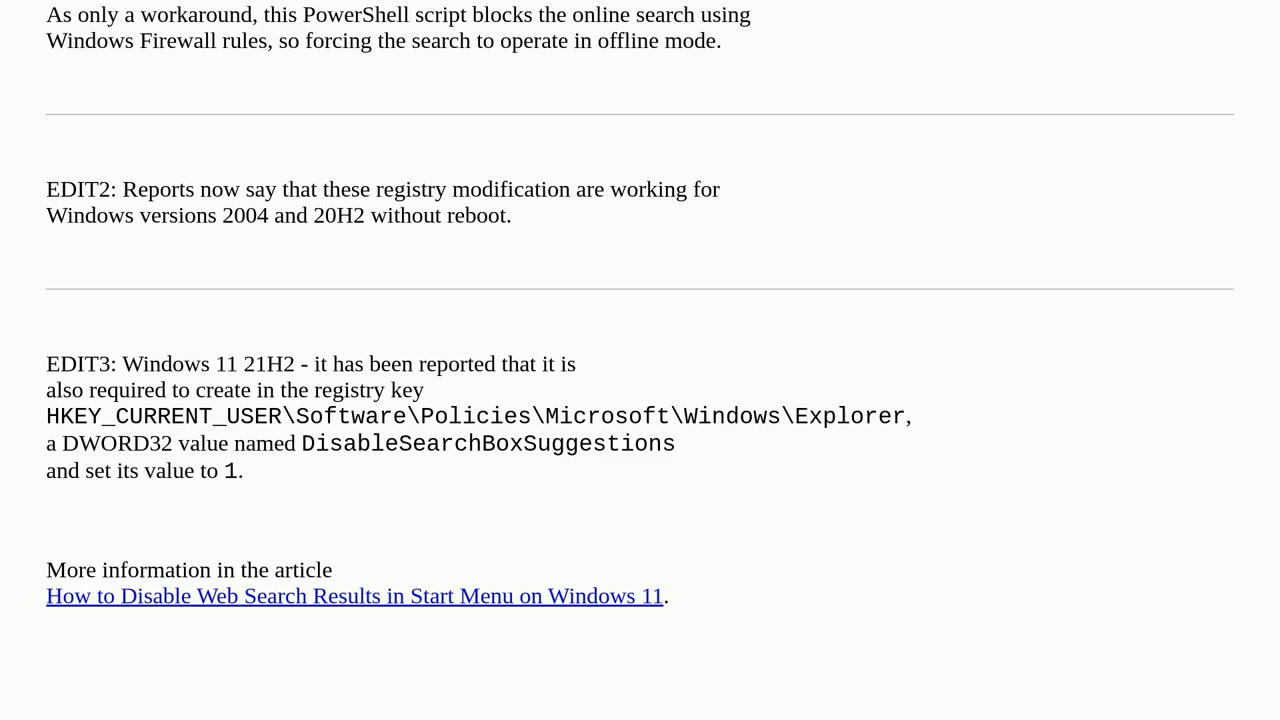 As only a workaround, this PowerShell script blocks the online search using
Windows Firewall rules, so forcing the search to operate in offline mode.
EDIT2: Reports now say that these registry modification are working for
Windows versions 2004 and 20H2 without reboot.
EDIT3: Windows 11 21H2 - it has been reported that it is
also required to create in the registry key
HKEY_CURRENT_USER\Software\Policies\Microsoft\Windows\Explorer,
a DWORD32 value named DisableSearchBoxSuggestions
and set its value to 1.
More information in the article
How to Disable Web Search Results in Start Menu on Windows 11.